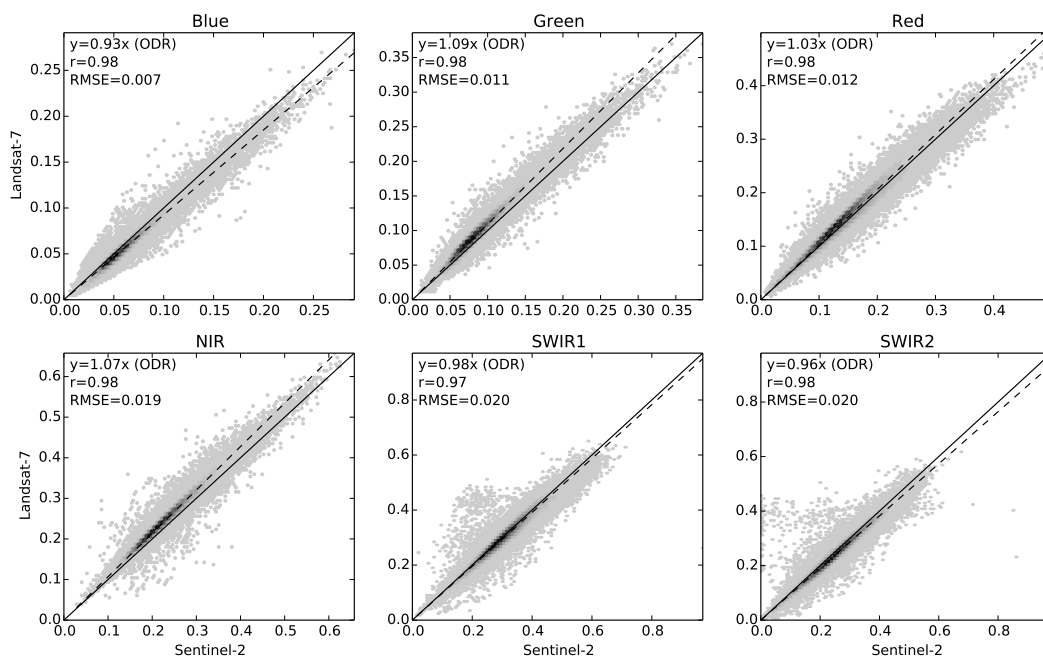 Blue
Green
Red
y=0.93x (ODR)
r=0.98
RMSE=0.007
y=1.09x (ODR)
r=0.98
RMSE=0.011
y=1.03x (ODR)
r=0.98
RMSE=0.012
Landsat-7
0.25
0.20
0.15
0.10
0.05
0.00
0.00 0.05 0.10 0.15 0.20 0.25
0.35
0.30
0.25
0.20
0.15
0.10
0.05
0.00
0.00 0.05 0.10 0.15 0.20 0.25 0.30 0.35
0.4
0.3
0.2
0.1
0.0
0.0 0.1 0.2 0.3 0.4
NIR
SWIR1
SWIR2
y=1.07x (ODR)
r=0.98
RMSE=0.019
y=0.98x (ODR)
r=0.97
RMSE=0.020
y=0.96x (ODR)
r=0.98
RMSE=0.020
Landsat-7
0.6
0.5
0.4
0.3
0.2
0.1
0.0
0.0 0.1 0.2 0.3 0.4 0.5 0.6
0.8
0.6
0.4
0.2
0.0
0.0 0.2 0.4 0.6 0.8
0.8
0.6
0.4
0.2
0.0
0.0 0.2 0.4 0.6 0.8
Sentinel-2
Sentinel-2
Sentinel-2